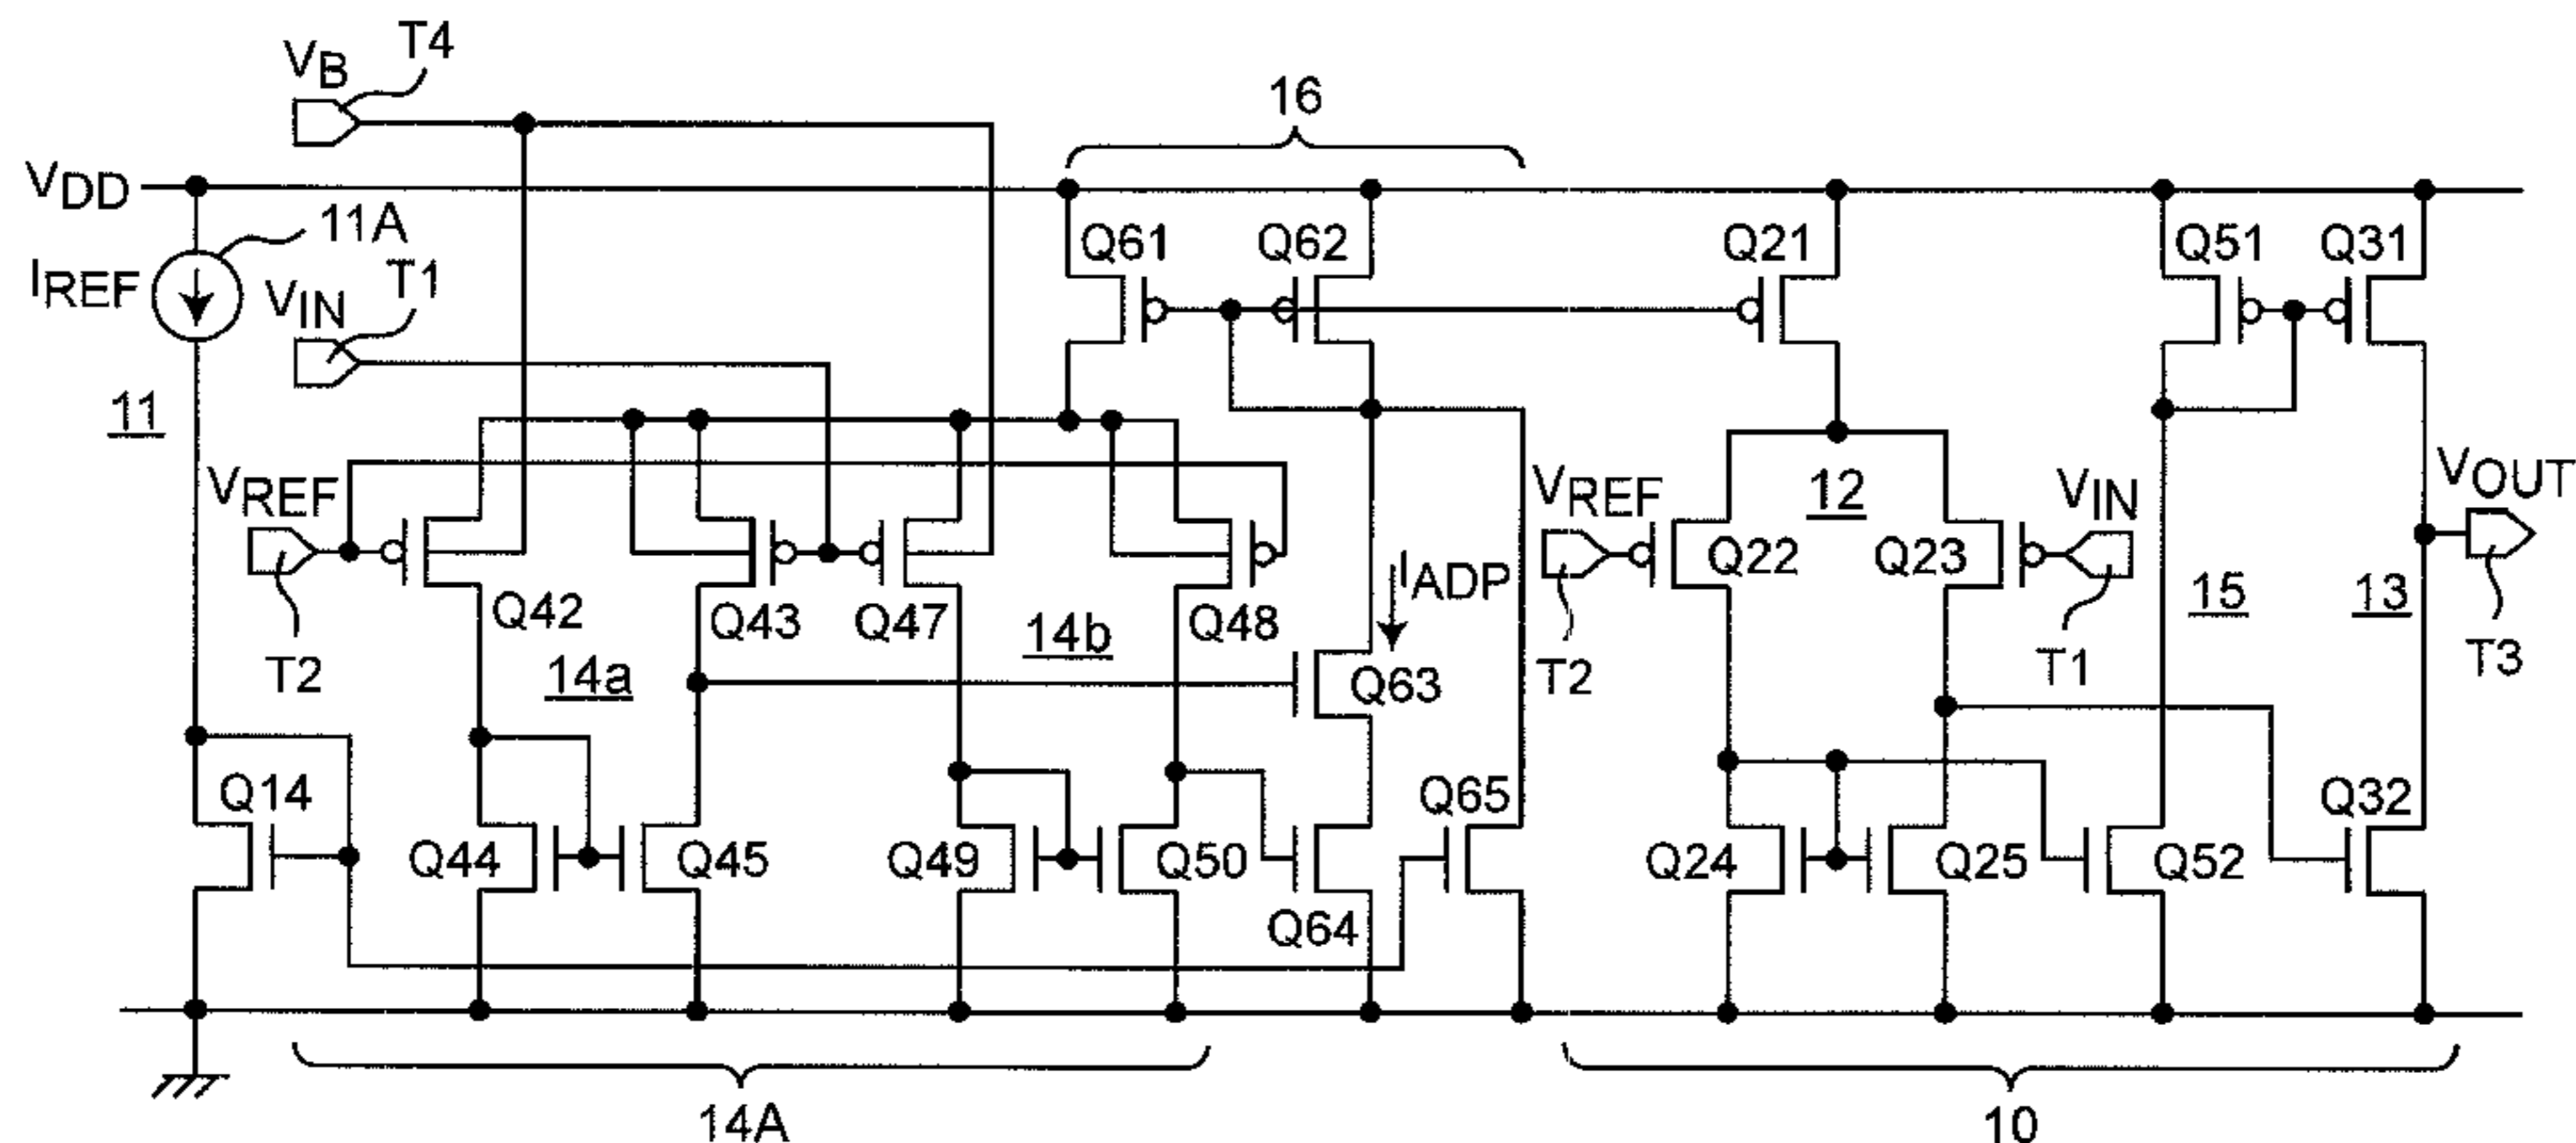 VB
T4
16
VDD
11A
IREF
VIN
T1
Q61
Q62
Q21
Q51
Q31
11
VREF
T2
Q42
14a
Q43
Q47
14b
Q48
IADP
Q63
VREF
T2
Q22
12
Q23
VIN
T1
15
13
VOUT
T3
Q14
Q44
Q45
Q49
Q50
Q64
Q65
Q24
Q25
Q52
Q32
14A
10